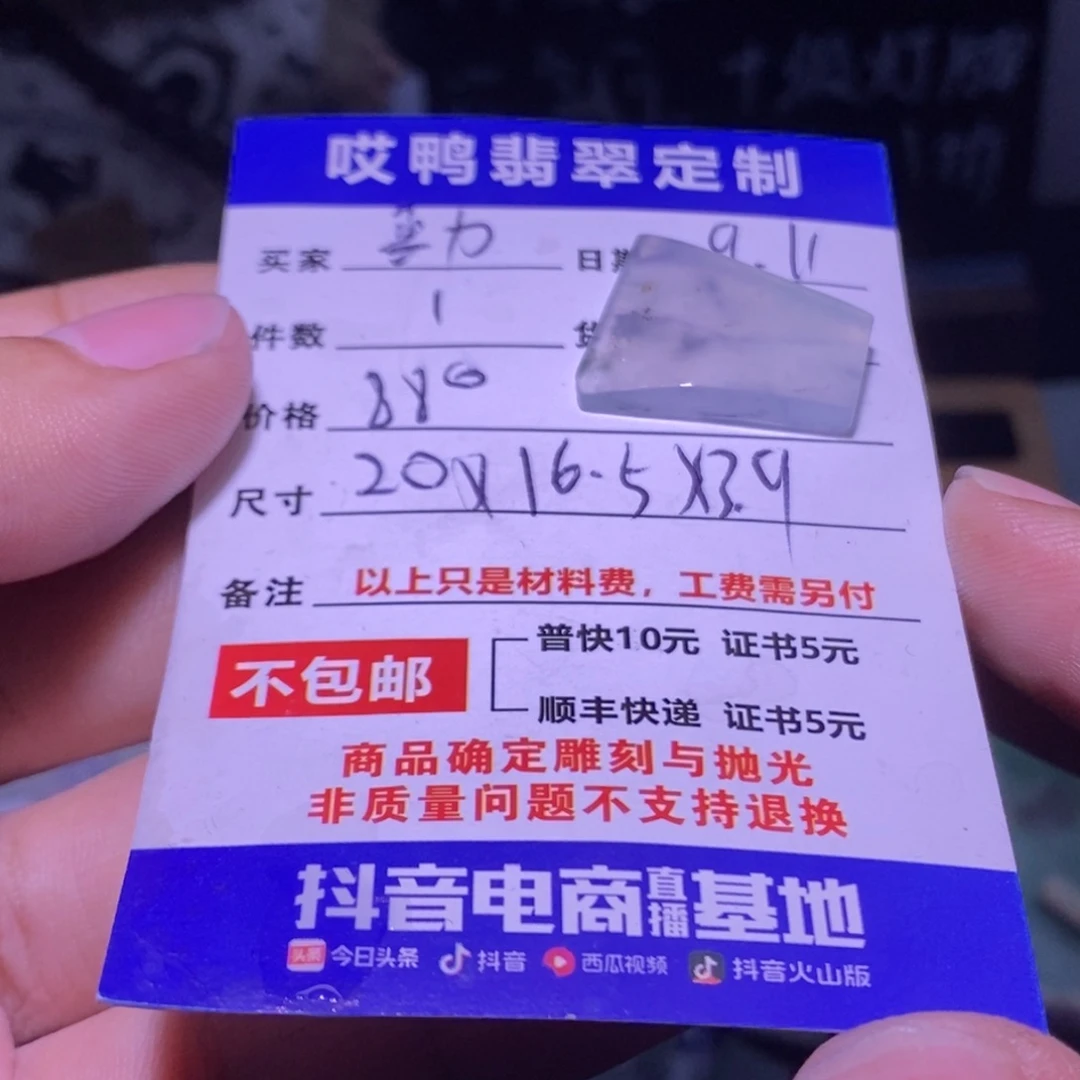 哎鸭翡翠定制
买家 日期 9.11
件数 1 货
价格 880
尺寸 20X16.5X3.9
备注 以上只是材料费，工费需另付
不包邮
普快10元 证书5元
顺丰快递 证书5元
商品确定雕刻与抛光
非质量问题不支持退换
抖音电商直播基地
头条 今日头条 抖音 西瓜视频 抖音火山版